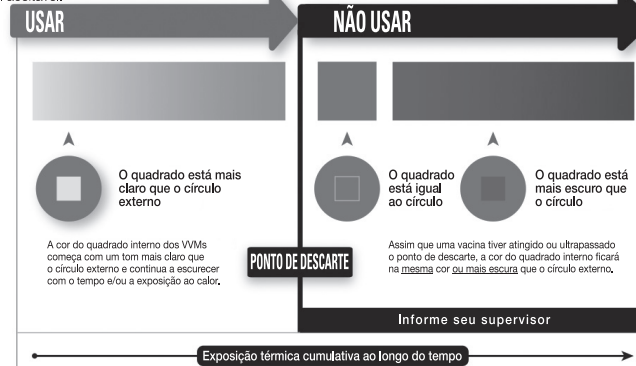 USAR
NÃO USAR
O quadrado está mais
claro que o círculo
externo
O quadrado
está igual
ao círculo
O quadrado está
mais escuro que
o círculo
A cor do quadrado interno dos VVMs
começa com um tom mais claro que
o círculo externo e continua a escurecer
com o tempo e/ou a exposição ao calor.
PONTO DE DESCARTE
Assim que uma vacina tiver atingido ou ultrapassado
o ponto de descarte, a cor do quadrado interno ficará
na mesma cor ou mais escura que o círculo externo.
Informe seu supervisor
Exposição térmica cumulativa ao longo do tempo